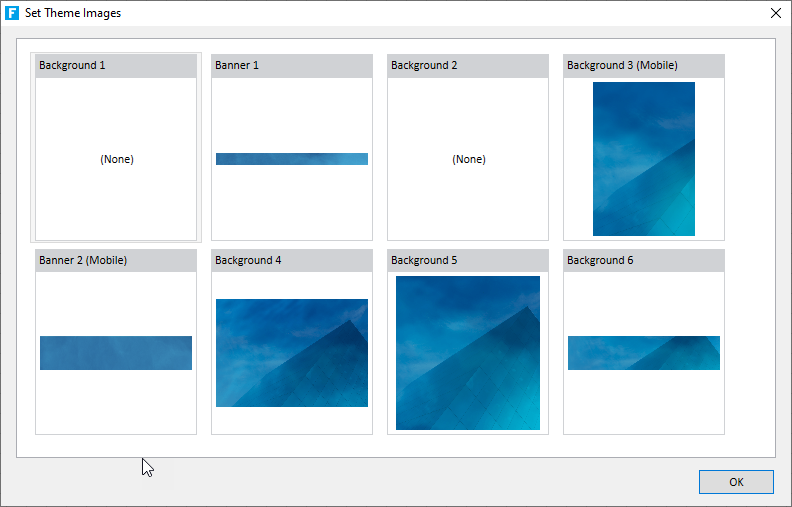 F Set Theme Images
Background 1
Banner 1
Background 2
Background 3 (Mobile)
(None)
(None)
Banner 2 (Mobile)
Background 4
Background 5
Background 6
OK